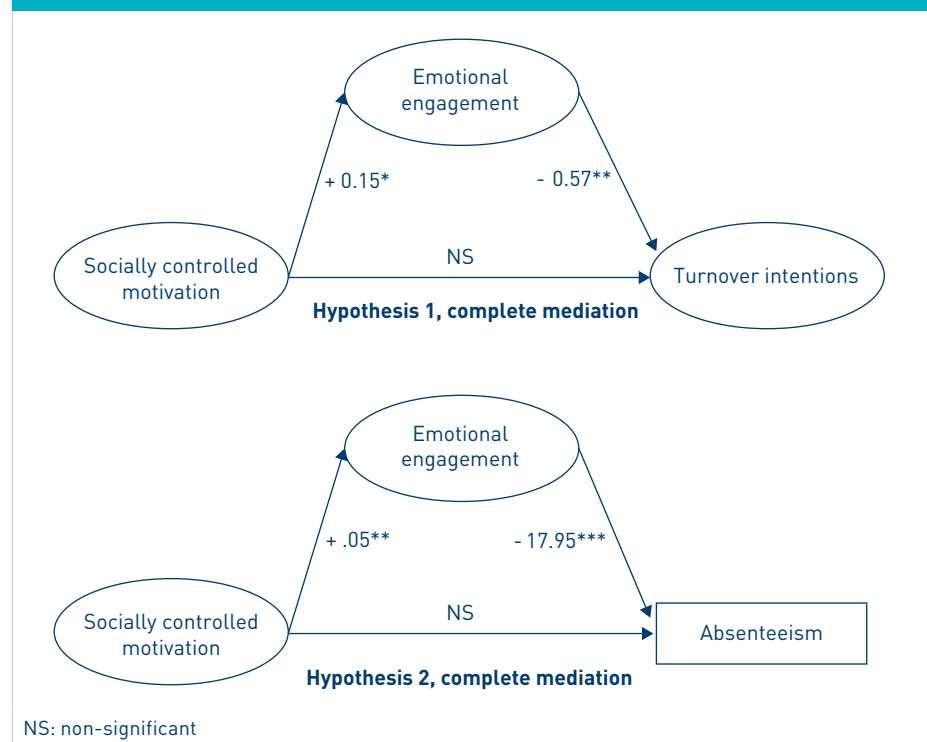 Emotional
engagement
+ 0.15*
- 0.57**
Socially controlled
motivation
NS
Turnover intentions
Hypothesis 1, complete mediation
Emotional
engagement
+ .05**
- 17.95***
Socially controlled
motivation
NS
Absenteeism
Hypothesis 2, complete mediation
NS: non-significant